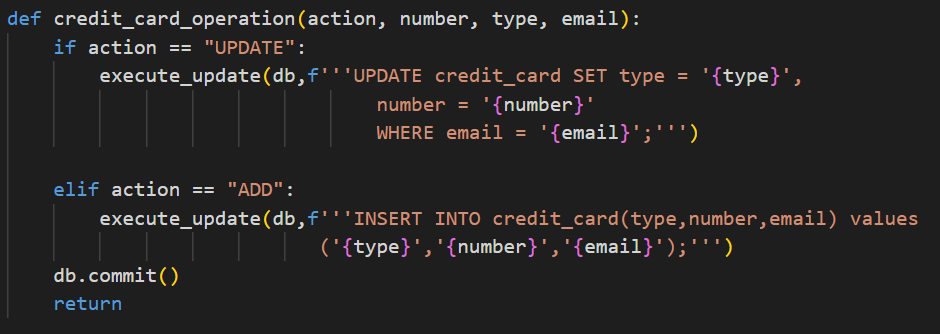 def credit_card_operation(action, number, type, email):
if action == "UPDATE":
execute_update(db,f'''UPDATE credit_card SET type = '{type}',
number = '{number}'
WHERE email = '{email}';''')
elif action == "ADD":
execute_update(db,f'''INSERT INTO credit_card(type,number,email) values
('{type}','{number}','{email}');''')
db.commit()
return